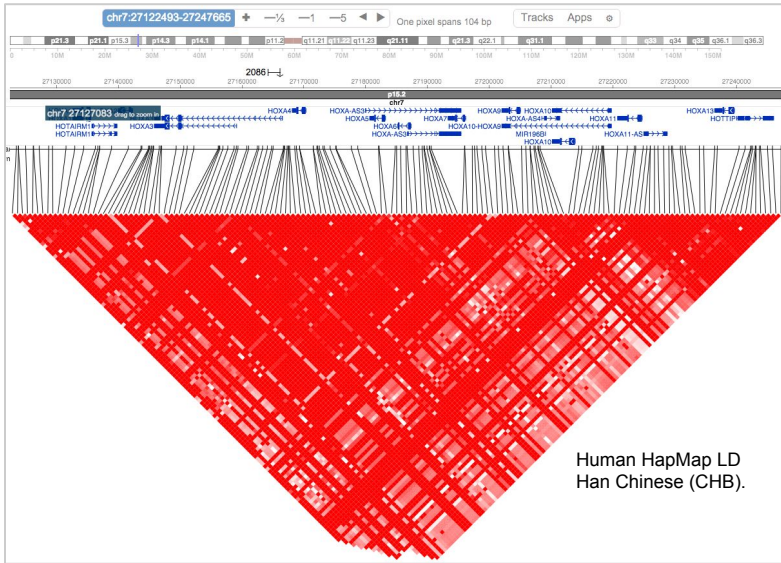 chr7:27122493-27247665 + —⅓ —1 —5 One pixel spans 104 bp Tracks Apps
p21.3 p21.1 p15.3 p14.3 p14.1 p11.2 q11.21 q11.22 q11.23 q21.11 q21.3 q22.1 q31.1 q33 q34 q35 q36.1 q36.3
0 10M 20M 30M 40M 50M 60M 70M 80M 90M 100M 110M 120M 130M 140M 150M
2086
27130000 27140000 27150000 27160000 27170000 27180000 27190000 27200000 27210000 27220000 27230000 27240000
p15.2
chr7
chr7 27127083 drag to zoom in HOXA4 HOXA-AS3 HOXA9 HOXA10 HOXA13
HOXA5 HOXA7 HOXA-AS4 HOXA11 HOTTIP
HOTAIRM1 HOXA3 HOXA6 HOXA10-HOXA9
HOTAIRM1 HOXA-AS3 MIR196B HOXA11-AS
HOXA10
Human HapMap LD
Han Chinese (CHB).